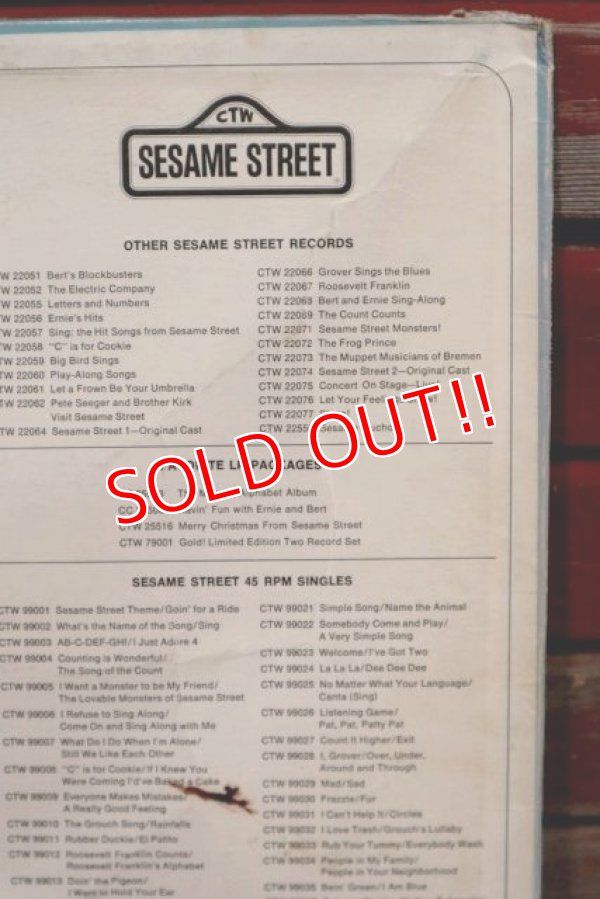 CTW
SESAME STREET
OTHER SESAME STREET RECORDS
22051 Bert's Blockbusters
22052 The Electric Company
22055 Letters and Numbers
22056 Ernie's Hits
22057 Sing: the Hit Songs from Sesame Street
22058 "C" is for Cookie
22059 Big Bird Sings
22060 Play-Along Songs
22061 Let a Frown Be Your Umbrella
22062 Pete Seeger and Brother Kirk
Visit Sesame Street
TW 22064 Sesame Street 1—Original Cast
CTW 22066 Grover Sings the Blues
CTW 22067 Roosevelt Franklin
CTW 22068 Bert and Ernie Sing-Along
CTW 22069 The Count Counts
CTW 22071 Sesame Street Monsters!
CTW 22072 The Frog Prince
CTW 22073 The Muppet Musicians of Bremen
CTW 22074 Sesame Street 2—Original Cast
CTW 22075 Concert On Stage—
CTW 22076 Let Your
CTW 22077
CTW
SOLD OUT!!
LP PACKAGES
Alphabet Album
Fun with Ernie and Bert
CTW 25516 Merry Christmas From Sesame Street
CTW 79001 Gold! Limited Edition Two Record Set
SESAME STREET 45 RPM SINGLES
CTW 99001 Sesame Street Theme/Goin' for a Ride
CTW 99002 What's the Name of the Song/Sing
CTW 99003 AB-C-DEF-GHI/I Just Adore 4
CTW 99004 Counting is Wonderful/
The Song of the Count
CTW 99005 I Want a Monster to be My Friend/
The Lovable Monsters of Sesame Street
CTW 99006 I Refuse to Sing Along/
Come On and Sing Along with Me
CTW 99007 What Do I Do When I'm Alone/
Still We Like Each Other
CTW 99008 "C" is for Cookie/If I Knew You
Were Coming I'd've Baked a Cake
CTW 99009 Everyone Makes Mistakes/
A Really Good Feeling
CTW 99010 The Grouch Song/Rainfalls
CTW 99011 Rubber Duckie/El Patito
CTW 99012 Roosevelt Franklin Counts/
Roosevelt Franklin's Alphabet
CTW 99013 Doin' the Pigeon/
I Want to Hold Your Ear
CTW 99021 Simple Song/Name the Animal
CTW 99022 Somebody Come and Play/
A Very Simple Song
CTW 99023 Welcome/I've Got Two
CTW 99024 La La La/Dee Dee Dee
CTW 99025 No Matter What Your Language/
Canta (Sing)
CTW 99026 Listening Game/
Pat, Pat, Patty Pat
CTW 99027 Count It Higher/Exit
CTW 99028 I, Grover/Over, Under,
Around and Through
CTW 99029 Mad/Sad
CTW 99030 Frazzle/Fur
CTW 99031 I Can't Help It/Circles
CTW 99032 I Love Trash/Grouch's Lullaby
CTW 99033 Rub Your Tummy/Everybody Wash
CTW 99034 People in My Family/
People in Your Neighborhood
CTW 99035 Bein' Green/I Am Blue